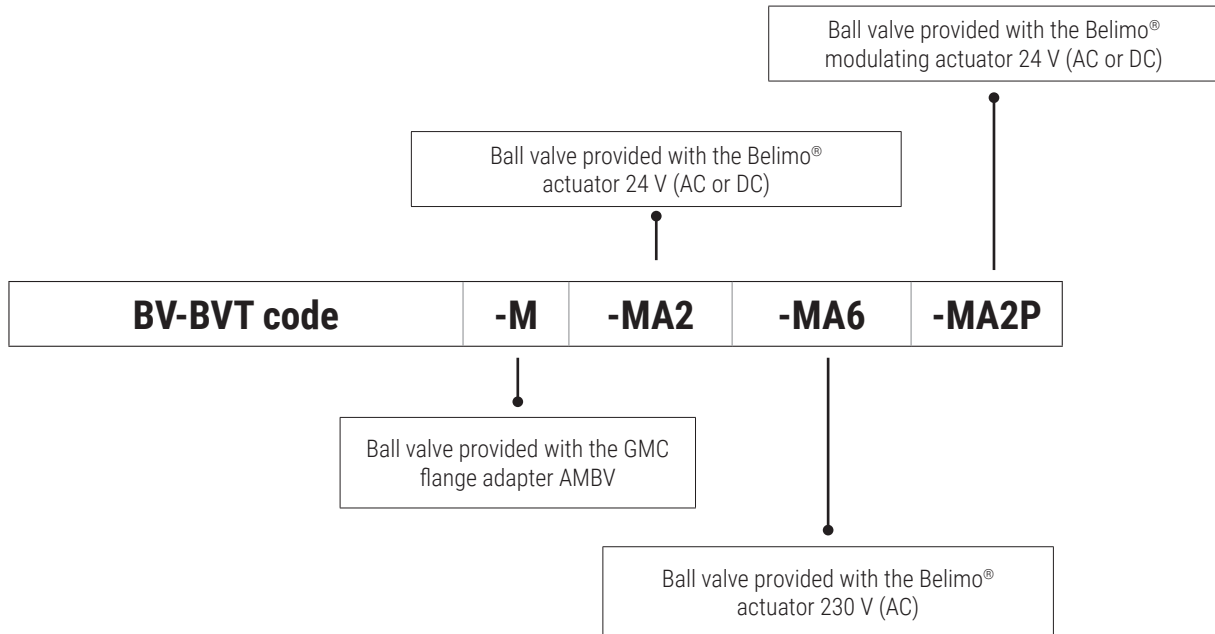 Ball valve provided with the Belimo®
modulating actuator 24 V (AC or DC)
Ball valve provided with the Belimo®
actuator 24 V (AC or DC)
BV-BVT code -M -MA2 -MA6 -MA2P
Ball valve provided with the GMC
flange adapter AMBV
Ball valve provided with the Belimo®
actuator 230 V (AC)